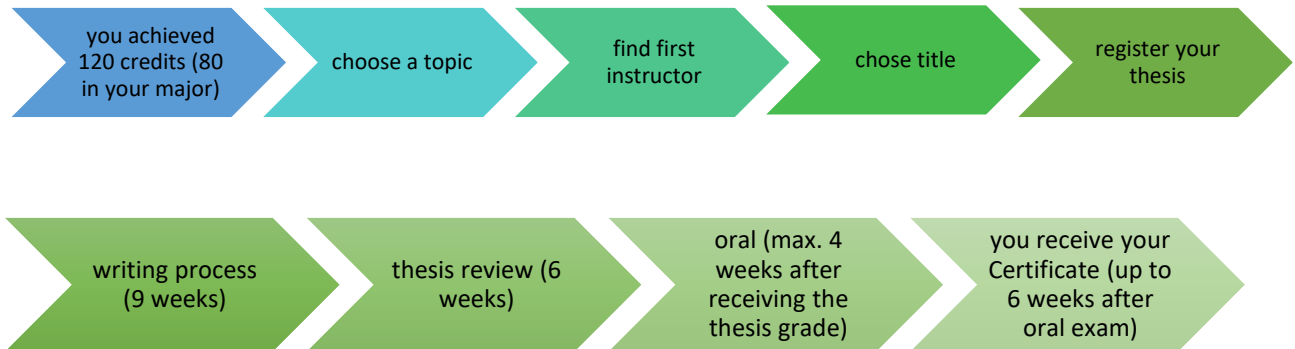 you achieved
120 credits (80
in your major)
choose a topic
find first
instructor
chose title
register your
thesis
writing process
(9 weeks)
thesis review (6
weeks)
oral (max. 4
weeks after
receiving the
thesis grade)
you receive your
Certificate (up to
6 weeks after
oral exam)